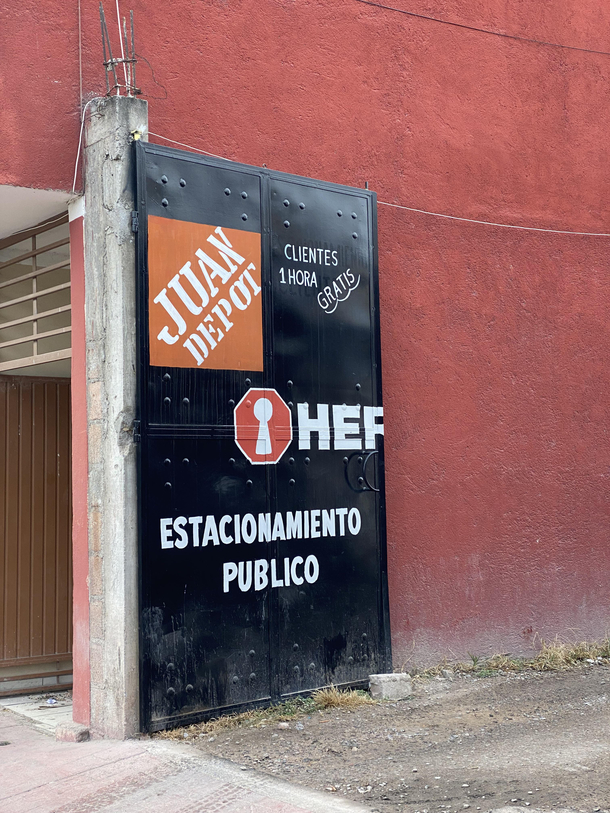 JUAN
DEPOT
CLIENTES
1 HORA
GRATIS
HEF
ESTACIONAMIENTO
PUBLICO